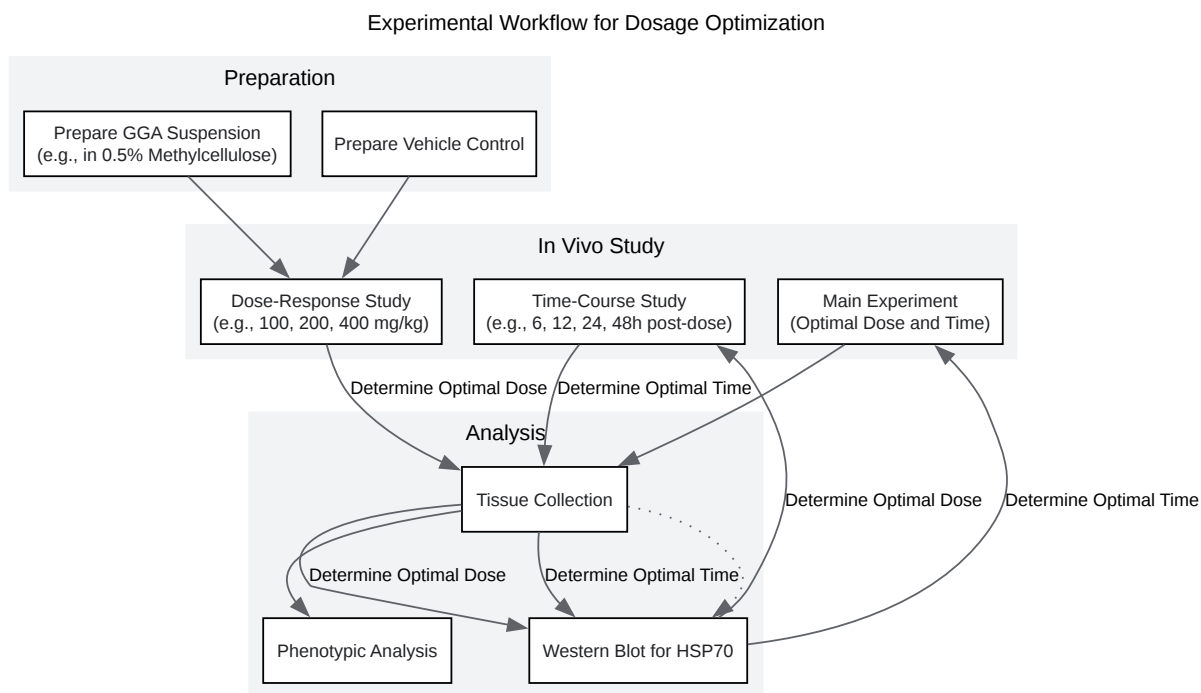 Experimental Workflow for Dosage Optimization
Preparation
Prepare GGA Suspension
(e.g., in 0.5% Methylcellulose)
Prepare Vehicle Control
In Vivo Study
Dose-Response Study
(e.g., 100, 200, 400 mg/kg)
Time-Course Study
(e.g., 6, 12, 24, 48h post-dose)
Main Experiment
(Optimal Dose and Time)
Determine Optimal Dose
Determine Optimal Time
Analysis
Tissue Collection
Determine Optimal Dose
Determine Optimal Time
Determine Optimal Dose
Determine Optimal Time
Phenotypic Analysis
Western Blot for HSP70